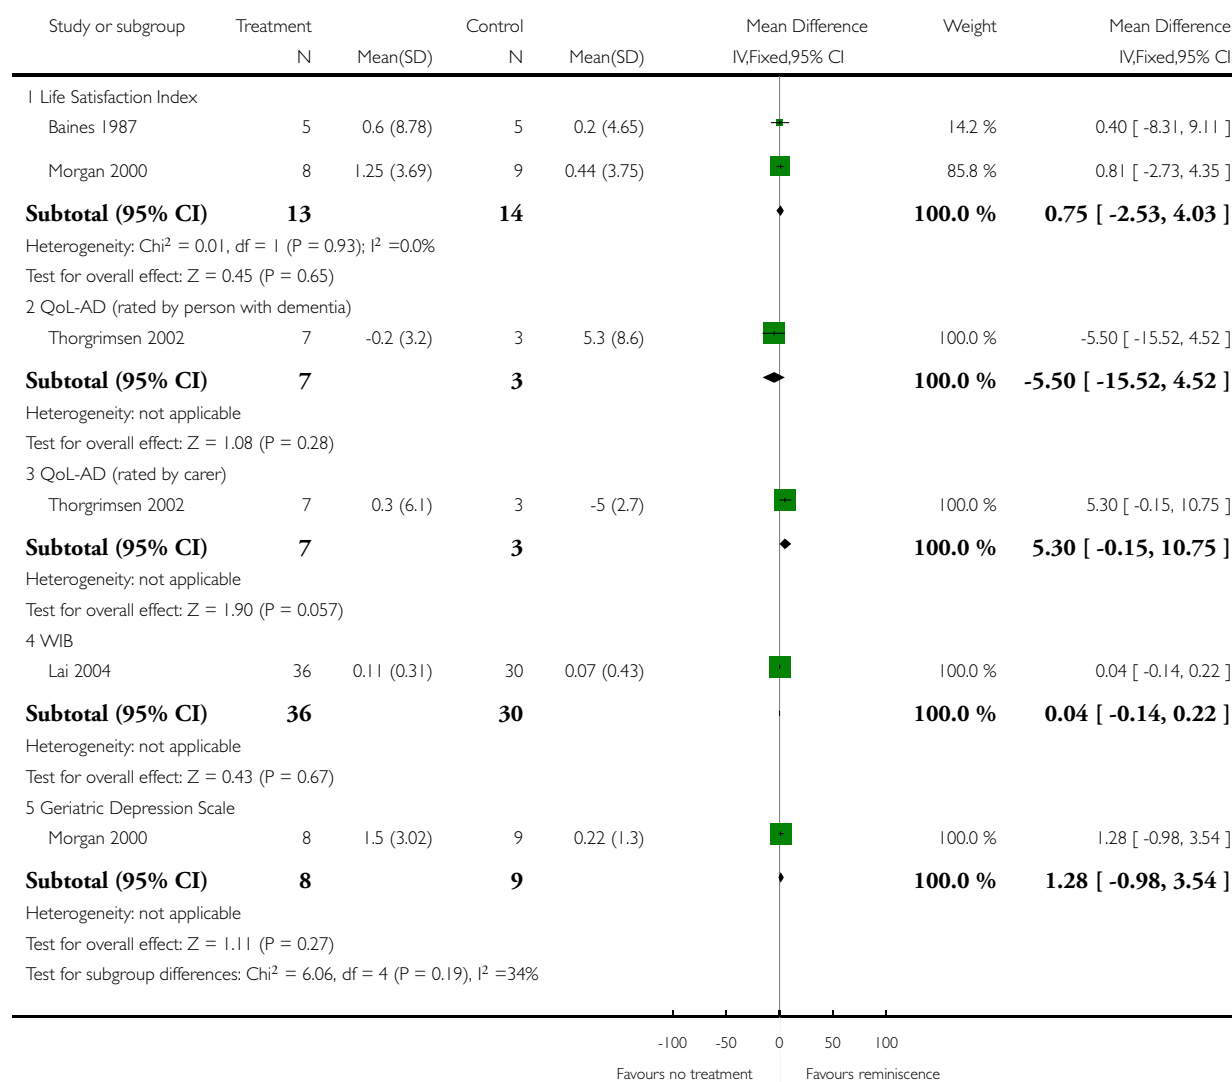 Study or subgroup Treatment Control Mean Difference Weight Mean Difference
N Mean(SD) N Mean(SD) IV,Fixed,95% CI IV,Fixed,95% CI
1 Life Satisfaction Index
Baines 1987 5 0.6 (8.78) 5 0.2 (4.65) 14.2 % 0.40 [ -8.31, 9.11 ]
Morgan 2000 8 1.25 (3.69) 9 0.44 (3.75) 85.8 % 0.81 [ -2.73, 4.35 ]
Subtotal (95% CI) 13 14 100.0 % 0.75 [ -2.53, 4.03 ]
Heterogeneity: Chi² = 0.01, df = 1 (P = 0.93); I² =0.0%
Test for overall effect: Z = 0.45 (P = 0.65)
2 QoL-AD (rated by person with dementia)
Thorgrimsen 2002 7 -0.2 (3.2) 3 5.3 (8.6) 100.0 % -5.50 [ -15.52, 4.52 ]
Subtotal (95% CI) 7 3 100.0 % -5.50 [ -15.52, 4.52 ]
Heterogeneity: not applicable
Test for overall effect: Z = 1.08 (P = 0.28)
3 QoL-AD (rated by carer)
Thorgrimsen 2002 7 0.3 (6.1) 3 -5 (2.7) 100.0 % 5.30 [ -0.15, 10.75 ]
Subtotal (95% CI) 7 3 100.0 % 5.30 [ -0.15, 10.75 ]
Heterogeneity: not applicable
Test for overall effect: Z = 1.90 (P = 0.057)
4 WIB
Lai 2004 36 0.11 (0.31) 30 0.07 (0.43) 100.0 % 0.04 [ -0.14, 0.22 ]
Subtotal (95% CI) 36 30 100.0 % 0.04 [ -0.14, 0.22 ]
Heterogeneity: not applicable
Test for overall effect: Z = 0.43 (P = 0.67)
5 Geriatric Depression Scale
Morgan 2000 8 1.5 (3.02) 9 0.22 (1.3) 100.0 % 1.28 [ -0.98, 3.54 ]
Subtotal (95% CI) 8 9 100.0 % 1.28 [ -0.98, 3.54 ]
Heterogeneity: not applicable
Test for overall effect: Z = 1.11 (P = 0.27)
Test for subgroup differences: Chi² = 6.06, df = 4 (P = 0.19), I² =34%
-100 -50 0 50 100
Favours no treatment Favours reminiscence